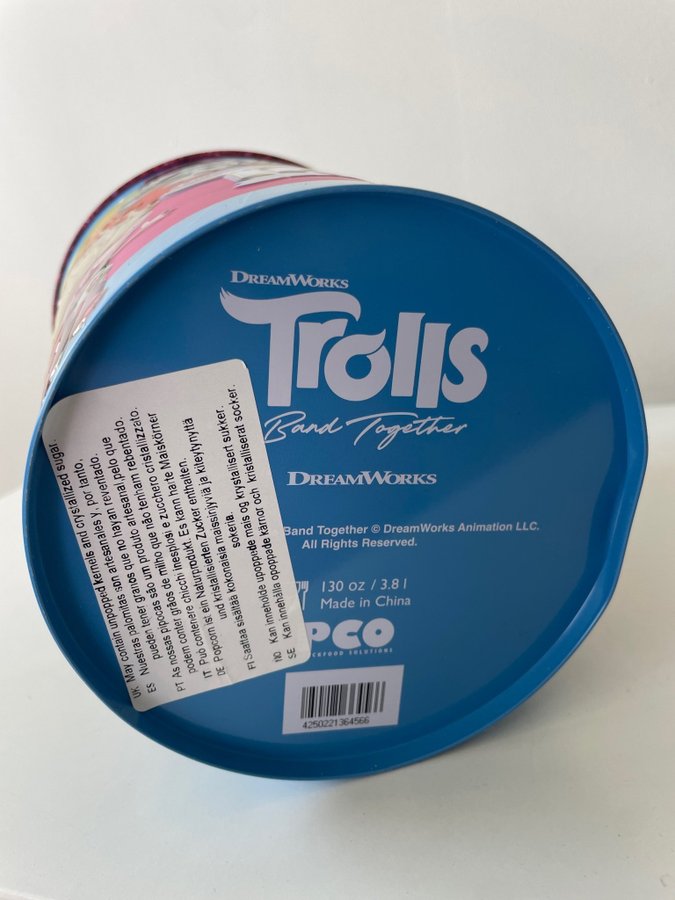 DREAMWORKS
Trolls
Band Together
DREAMWORKS
Band Together © DreamWorks Animation LLC.
All Rights Reserved.
130 oz / 3.8 l
Made in China
PCO
CKFOOD SOLUTIONS
4250221364566
UK May contain unpopped kernels and crystallized sugar.
Es Nuestras palomitas son artesanales y, por tanto,
pueden tener granos que no hayan reventado.
PT As nossas pipocas são um produto artesanal, pelo que
podem conter grãos de milho que não tenham rebentado.
IT Può contenere chicchi inesplosi e zucchero cristallizzato.
DE Popcorn ist ein Naturprodukt. Es kann harte Maiskörner
und kristallisierten Zucker enthalten.
FI Saattaa sisältää kokonaisia maissinjyviä ja kiteytynyttä
sokeria.
no Kan inneholde upoppede mais og krystallisert sukker.
SE Kan innehålla opoppade kärnor och kristalliserat socker.